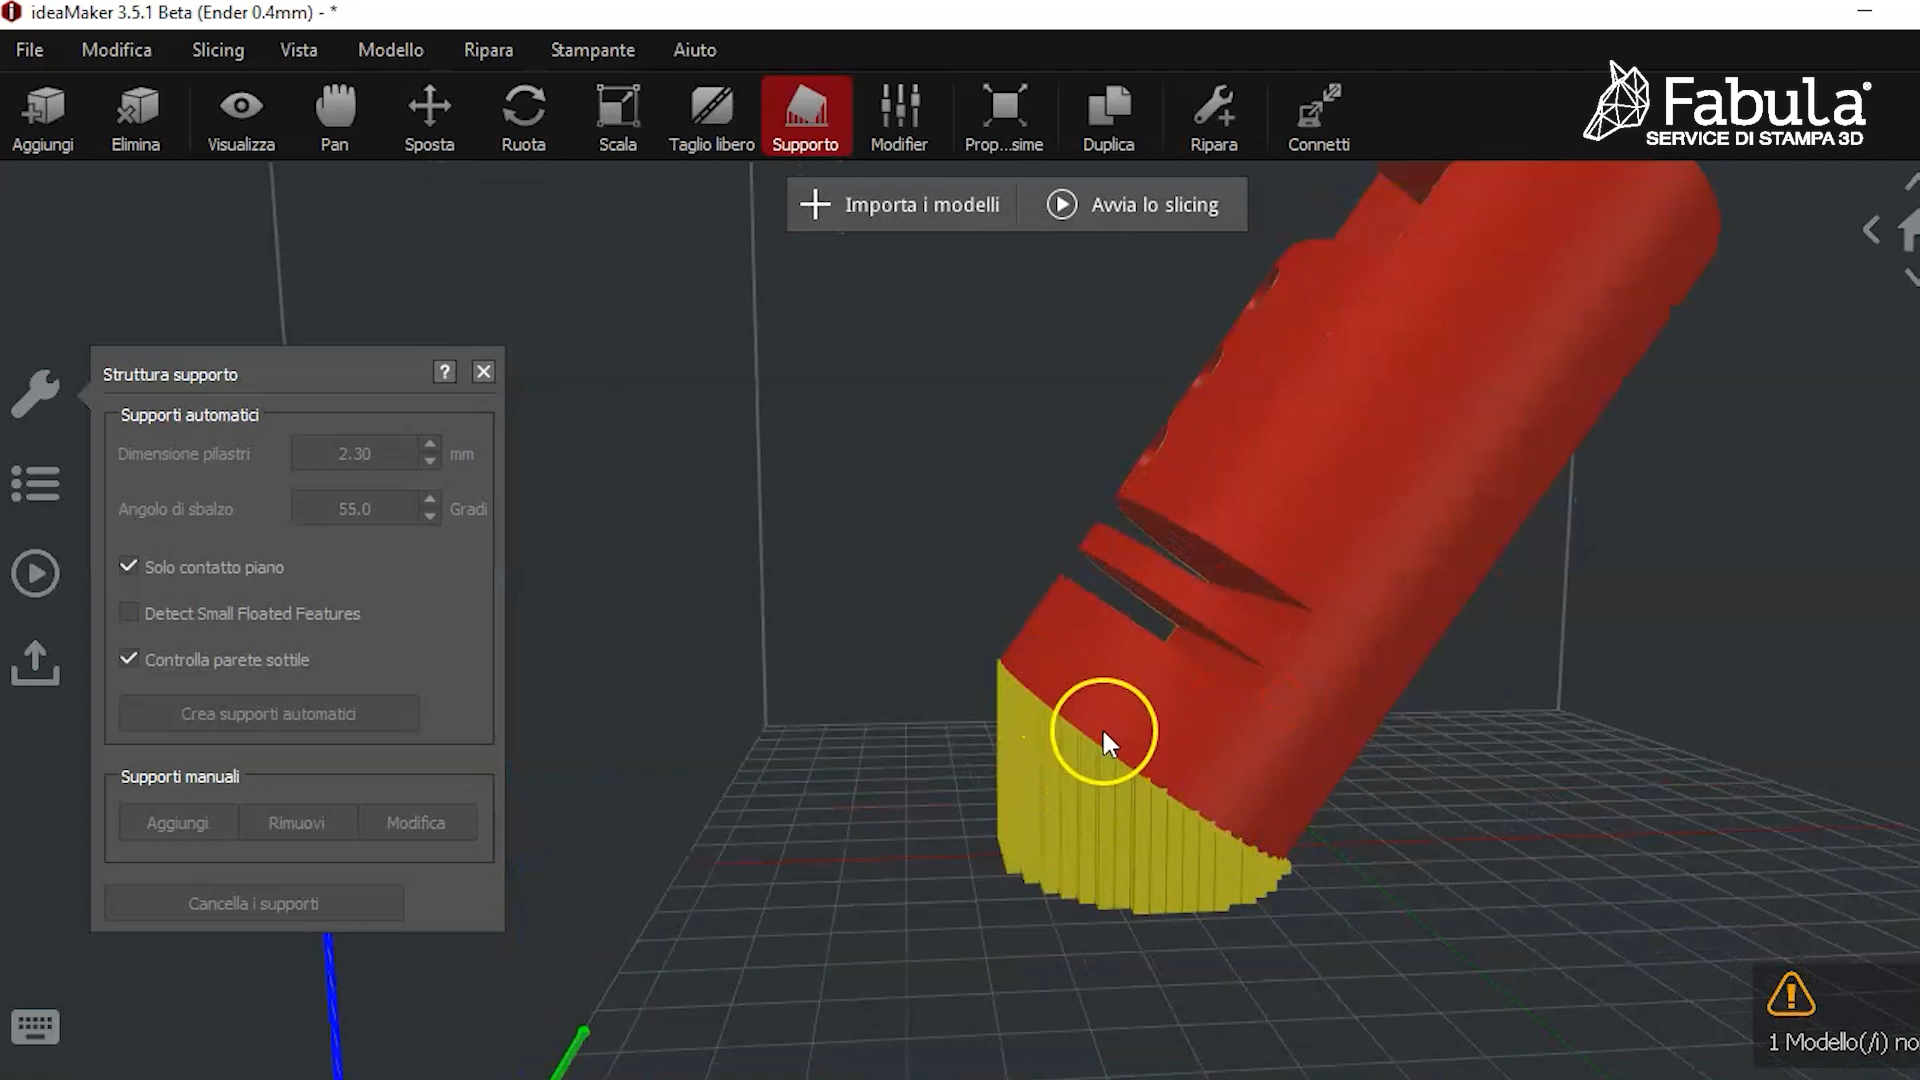 ideaMaker 3.5.1 Beta (Ender 0.4mm) - *
File Modifica Slicing Vista Modello Ripara Stampante Aiuto
Aggiungi Elimina Visualizza Pan Sposta Ruota Scala Taglio libero Supporto Modifier Prop...sime Duplica Ripara Connetti
Fabula
SERVICE DI STAMPA 3D
Importa i modelli Avvia lo slicing
Struttura supporto ?
Supporti automatici
Dimensione pilastri 2.30 mm
Angolo di sbalzo 55.0 Gradi
Solo contatto piano
Detect Small Floated Features
Controlla parete sottile
Crea supporti automatici
Supporti manuali
Aggiungi Rimuovi Modifica
Cancella i supporti
1 Modello(/i) no